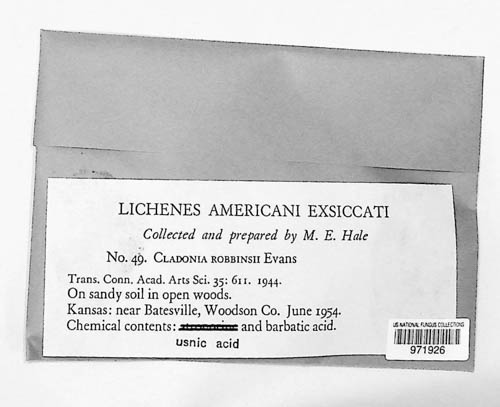 LICHENES AMERICANI EXSICCATI
Collected and prepared by M. E. Hale
No. 49. CLADONIA ROBBINSII Evans
Trans. Conn. Acad. Arts Sci. 35: 611. 1944.
On sandy soil in open woods.
Kansas: near Batesville, Woodson Co. June 1954.
Chemical contents: and barbatic acid.
usnic acid
US NATIONAL FUNGUS COLLECTIONS
971926